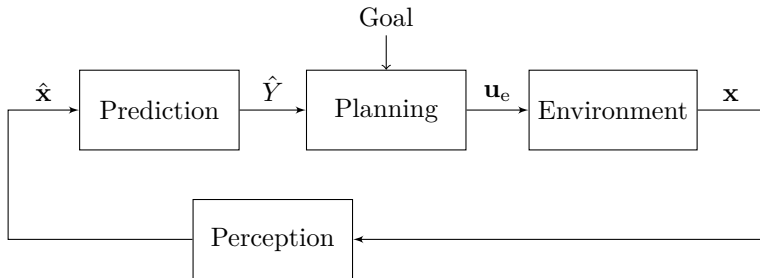 Goal
x̂ Prediction Ŷ Planning uₑ Environment x
Perception